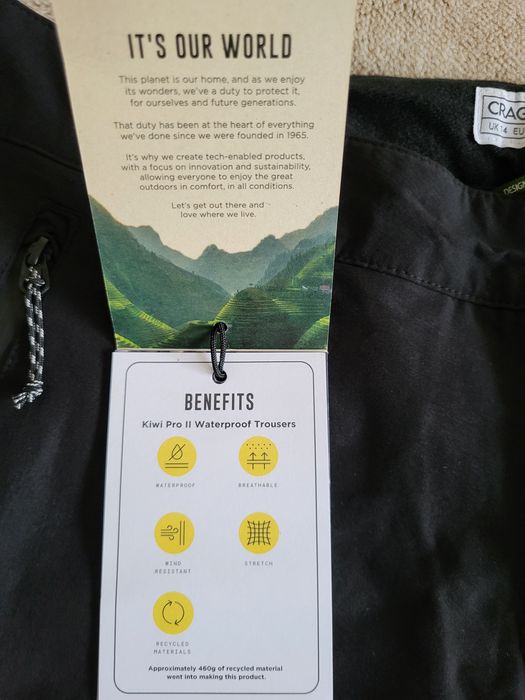 IT'S OUR WORLD
This planet is our home, and as we enjoy
its wonders, we've a duty to protect it,
for ourselves and future generations.
That duty has been at the heart of everything
we've done since we were founded in 1965.
It's why we create tech-enabled products,
with a focus on innovation and sustainability,
allowing everyone to enjoy the great
outdoors in comfort, in all conditions.
Let's get out there and
love where we live.
CRAG
UK 14 EU
DESIGN
BENEFITS
Kiwi Pro II Waterproof Trousers
WATERPROOF
BREATHABLE
WIND
RESISTANT
STRETCH
RECYCLED
MATERIALS
Approximately 460g of recycled material
went into making this product.